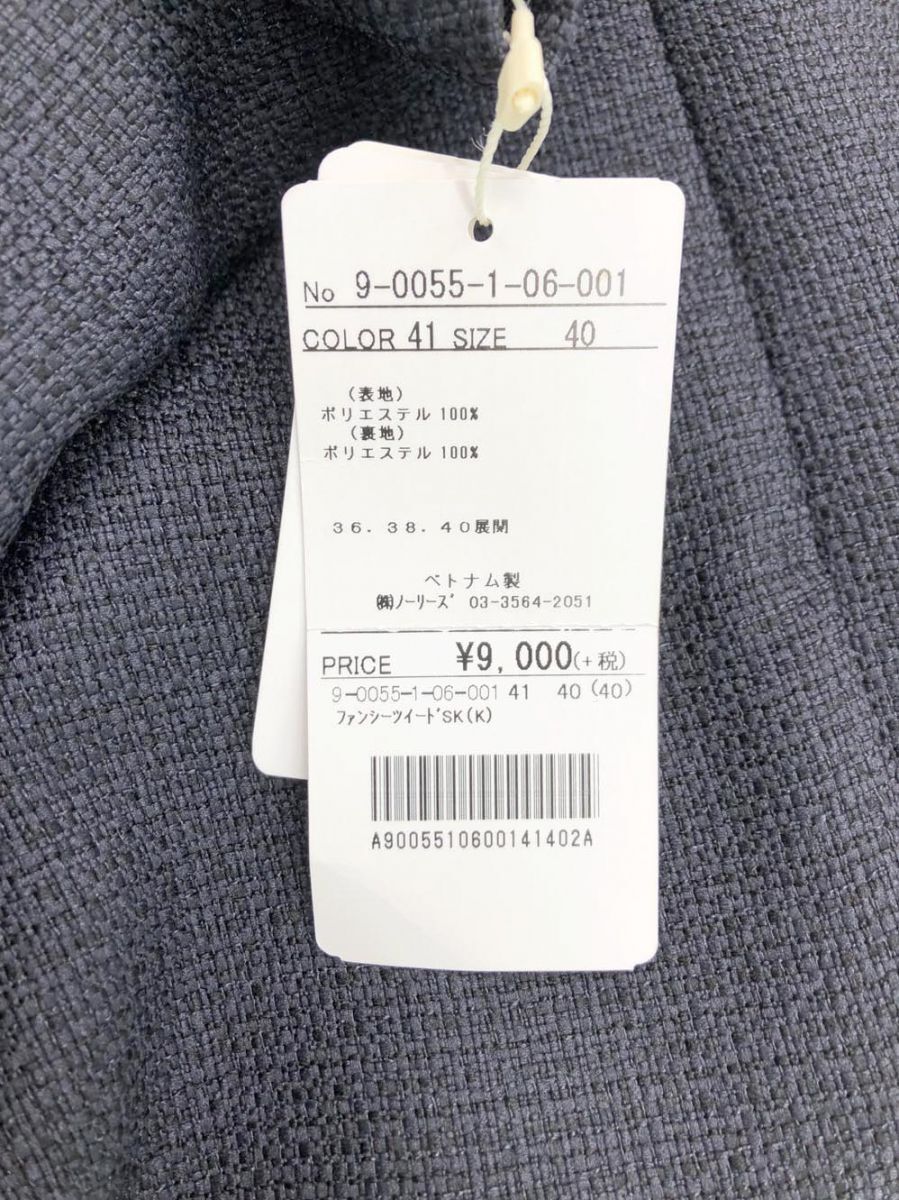 No 9-0055-1-06-001
COLOR 41 SIZE 40
(表地)
ポリエステル 100%
(裏地)
ポリエステル 100%
36.38.40展開
ベトナム製
㈱ノーリーズ 03-3564-2051
PRICE ¥9,000(+税)
9-0055-1-06-001 41 40 (40)
ファンシーツイードSK(K)
A9005510600141402A